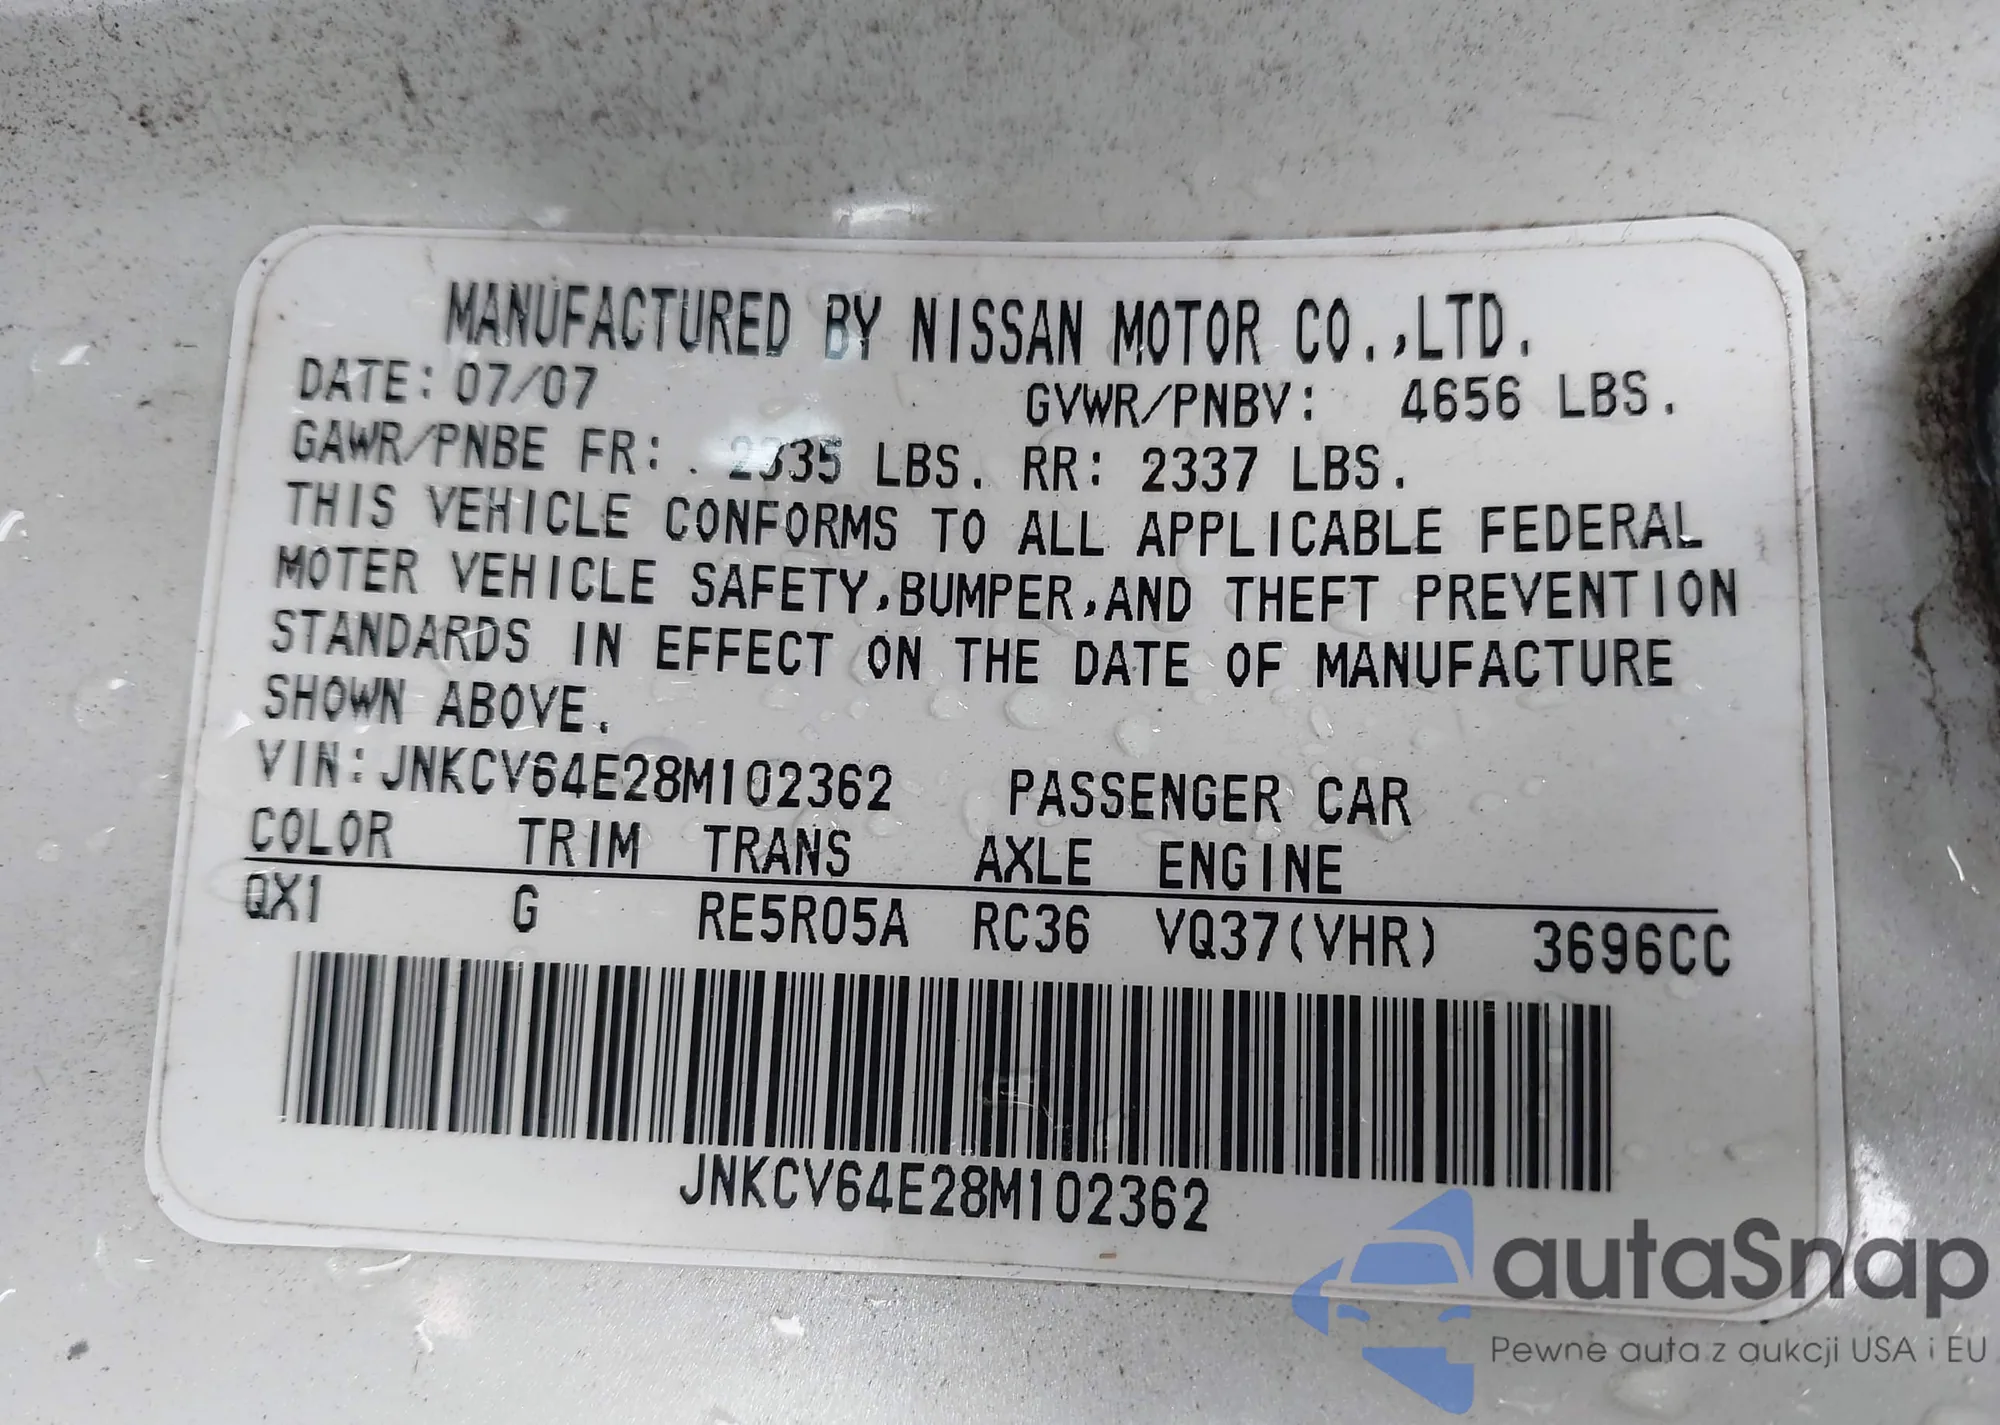 MANUFACTURED BY NISSAN MOTOR CO.,LTD.
DATE: 07/07 GVWR/PNBV: 4656 LBS.
GAWR/PNBE FR: 2335 LBS. RR: 2337 LBS.
THIS VEHICLE CONFORMS TO ALL APPLICABLE FEDERAL
MOTER VEHICLE SAFETY,BUMPER,AND THEFT PREVENTION
STANDARDS IN EFFECT ON THE DATE OF MANUFACTURE
SHOWN ABOVE.
VIN:JNKCV64E28M102362 PASSENGER CAR
COLOR TRIM TRANS AXLE ENGINE
QX1 G RE5R05A RC36 VQ37(VHR) 3696CC
JNKCV64E28M102362
autaSnap
Pewne auta z aukcji USA i EU